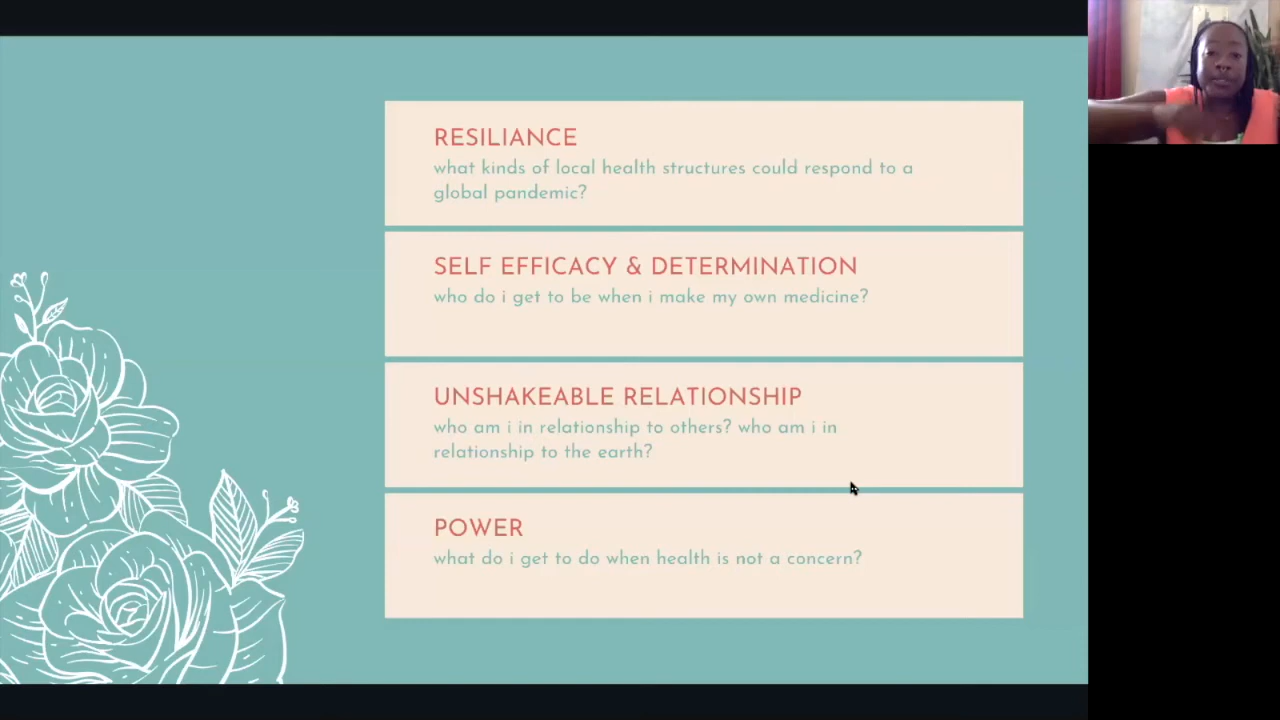 RESILIANCE
what kinds of local health structures could respond to a
global pandemic?
SELF EFFICACY & DETERMINATION
who do i get to be when i make my own medicine?
UNSHAKEABLE RELATIONSHIP
who am i in relationship to others? who am i in
relationship to the earth?
POWER
what do i get to do when health is not a concern?